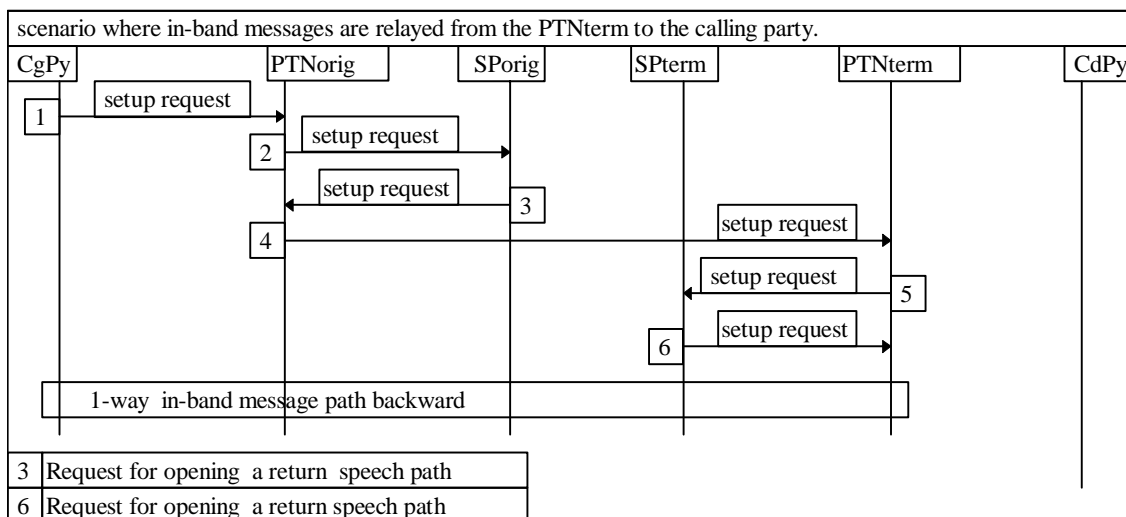 scenario where in-band messages are relayed from the PTNterm to the calling party.
CgPy PTNorig SPorig SPterm PTNterm CdPy
1 setup request
2 setup request
setup request 3
4 setup request
setup request 5
6 setup request
1-way in-band message path backward
3 Request for opening a return speech path
6 Request for opening a return speech path